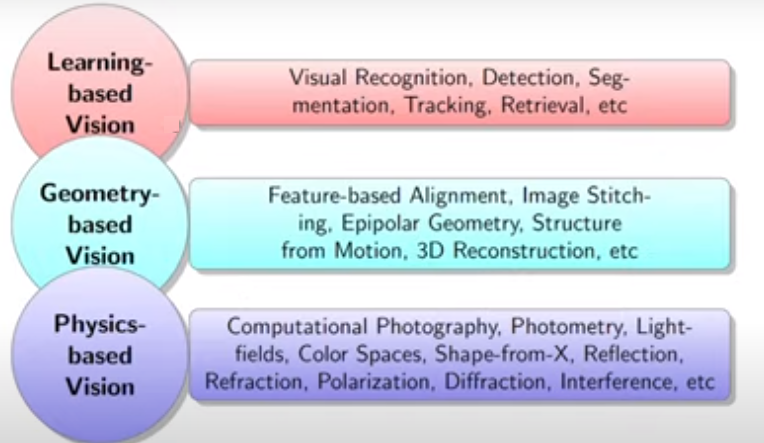 Learning-
based
Vision
Visual Recognition, Detection, Seg-
mentation, Tracking, Retrieval, etc
Geometry-
based
Vision
Feature-based Alignment, Image Stitch-
ing, Epipolar Geometry, Structure
from Motion, 3D Reconstruction, etc
Physics-
based
Vision
Computational Photography, Photometry, Light-
fields, Color Spaces, Shape-from-X, Reflection,
Refraction, Polarization, Diffraction, Interference, etc